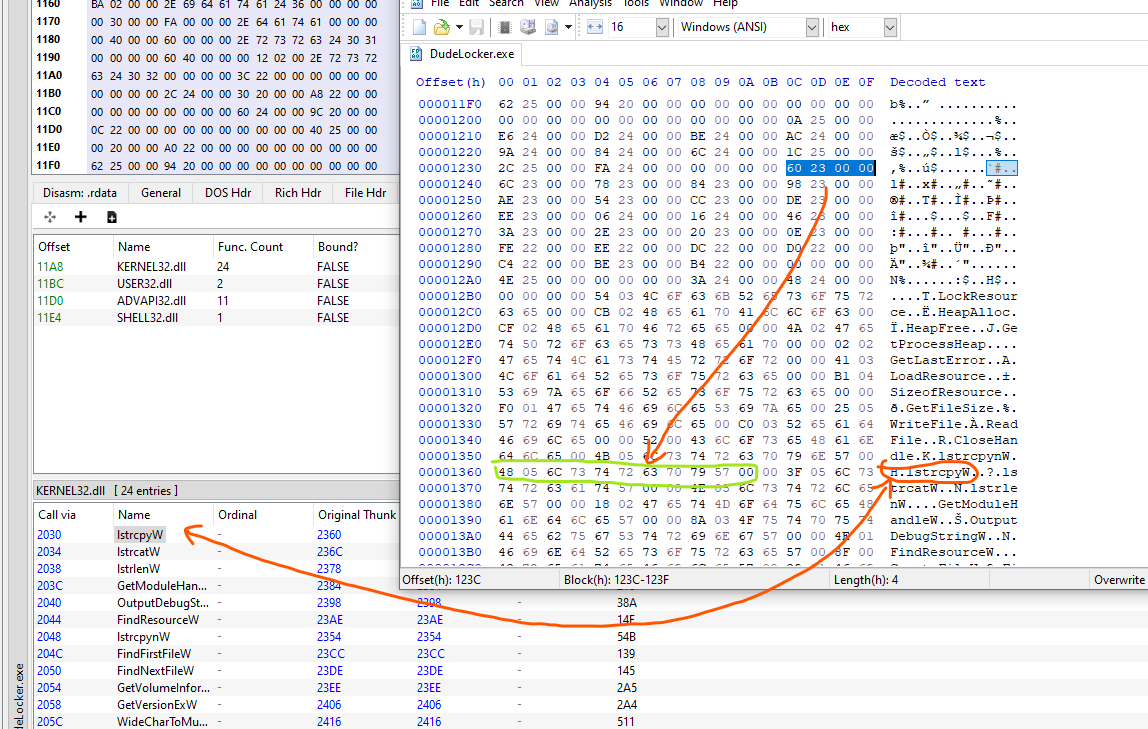 1160 BA 02 00 00 2E 69 64 61 74 61 24 36 00 00 00 00
1170 00 30 00 00 FA 00 00 00 2E 64 61 74 61 00 00 00
1180 00 40 00 00 60 00 00 00 2E 72 73 72 63 24 30 31
1190 00 00 00 00 60 40 00 00 00 12 02 00 2E 72 73 72
11A0 63 24 30 32 00 00 00 00 3C 22 00 00 00 00 00 00
11B0 00 00 00 00 2C 24 00 00 30 20 00 00 A8 22 00 00
11C0 00 00 00 00 00 00 00 00 60 24 00 00 9C 20 00 00
11D0 0C 22 00 00 00 00 00 00 00 00 00 00 40 25 00 00
11E0 00 20 00 00 A0 22 00 00 00 00 00 00 00 00 00 00
11F0 62 25 00 00 94 20 00 00 00 00 00 00 00 00 00 00
Disasm: .rdata General DOS Hdr Rich Hdr File Hdr
Offset Name Func. Count Bound?
11A8 KERNEL32.dll 24 FALSE
11BC USER32.dll 2 FALSE
11D0 ADVAPI32.dll 11 FALSE
11E4 SHELL32.dll 1 FALSE
KERNEL32.dll [ 24 entries ]
Call via Name Ordinal Original Thunk
2030 lstrcpyW - 2360
2034 lstrcatW - 236C
2038 lstrlenW - 2378
203C GetModuleHan... - 2384
2040 OutputDebugSt... - 2398 2398 - 38A
2044 FindResourceW - 23AE 23AE - 14E
2048 lstrcpynW - 2354 2354 - 54B
204C FindFirstFileW - 23CC 23CC - 139
2050 FindNextFileW - 23DE 23DE - 145
2054 GetVolumeInfor... - 23EE 23EE - 2A5
2058 GetVersionExW - 2406 2406 - 2A4
205C WideCharToMu... - 2416 2416 - 511
deLocker.exe
File Edit Search View Analysis Tools Window Help
16 Windows (ANSI) hex
DudeLocker.exe
Offset(h) 00 01 02 03 04 05 06 07 08 09 0A 0B 0C 0D 0E 0F Decoded text
000011F0 62 25 00 00 94 20 00 00 00 00 00 00 00 00 00 00 b%..” ..........
00001200 00 00 00 00 00 00 00 00 00 00 00 00 0A 25 00 00 .............%..
00001210 E6 24 00 00 D2 24 00 00 BE 24 00 00 AC 24 00 00 æ$..Ò$..¾$..¬$..
00001220 9A 24 00 00 84 24 00 00 6C 24 00 00 1C 25 00 00 š$..„$..l$...%..
00001230 2C 25 00 00 FA 24 00 00 00 00 00 00 60 23 00 00 ,%..ú$......`#..
00001240 6C 23 00 00 78 23 00 00 84 23 00 00 98 23 00 00 l#..x#..„#..˜#..
00001250 AE 23 00 00 54 23 00 00 CC 23 00 00 DE 23 00 00 ®#..T#..Ì#..Þ#..
00001260 EE 23 00 00 06 24 00 00 16 24 00 00 46 23 00 00 î#...$...$..F#..
00001270 3A 23 00 00 2E 23 00 00 20 23 00 00 0E 23 00 00 :#...#.. #...#..
00001280 FE 22 00 00 EE 22 00 00 DC 22 00 00 D0 22 00 00 þ"..î"..Ü"..Ð"..
00001290 C4 22 00 00 BE 23 00 00 B4 22 00 00 00 00 00 00 Ä"..¾#..´"......
000012A0 4E 25 00 00 00 00 00 00 3A 24 00 00 48 24 00 00 N%......:$..H$..
000012B0 00 00 00 00 54 03 4C 6F 63 6B 52 65 73 6F 75 72 ....T.LockResour
000012C0 63 65 00 00 CB 02 48 65 61 70 41 6C 6C 6F 63 00 ce..Ë.HeapAlloc.
000012D0 CF 02 48 65 61 70 46 72 65 65 00 00 4A 02 47 65 Ï.HeapFree..J.Ge
000012E0 74 50 72 6F 63 65 73 73 48 65 61 70 00 00 02 02 tProcessHeap....
000012F0 47 65 74 4C 61 73 74 45 72 72 6F 72 00 00 41 03 GetLastError..A.
00001300 4C 6F 61 64 52 65 73 6F 75 72 63 65 00 00 B1 04 LoadResource..±.
00001310 53 69 7A 65 6F 66 52 65 73 6F 75 72 63 65 00 00 SizeofResource..
00001320 F0 01 47 65 74 46 69 6C 65 53 69 7A 65 00 25 05 ð.GetFileSize.%.
00001330 57 72 69 74 65 46 69 6C 65 00 C0 03 52 65 61 64 WriteFile.À.Read
00001340 46 69 6C 65 00 00 52 00 43 6C 6F 73 65 48 61 6E File..R.CloseHan
00001350 64 6C 65 00 4B 05 6C 73 74 72 63 70 79 6E 57 00 dle.K.lstrcpynW.
00001360 48 05 6C 73 74 72 63 70 79 57 00 00 3F 05 6C 73 H.lstrcpyW..?.ls
00001370 74 72 63 61 74 57 00 00 4E 05 6C 73 74 72 6C 65 trcatW..N.lstrle
00001380 6E 57 00 00 18 02 47 65 74 4D 6F 64 75 6C 65 48 nW....GetModuleH
00001390 61 6E 64 6C 65 57 00 00 8A 03 4F 75 74 70 75 74 andleW..Š.Output
000013A0 44 65 62 75 67 53 74 72 69 6E 67 57 00 00 4E 01 DebugStringW..N.
000013B0 46 69 6E 64 52 65 73 6F 75 72 63 65 57 00 8F 00 FindResourceW...
Offset(h): 123C Block(h): 123C-123F Length(h): 4 Overwrite